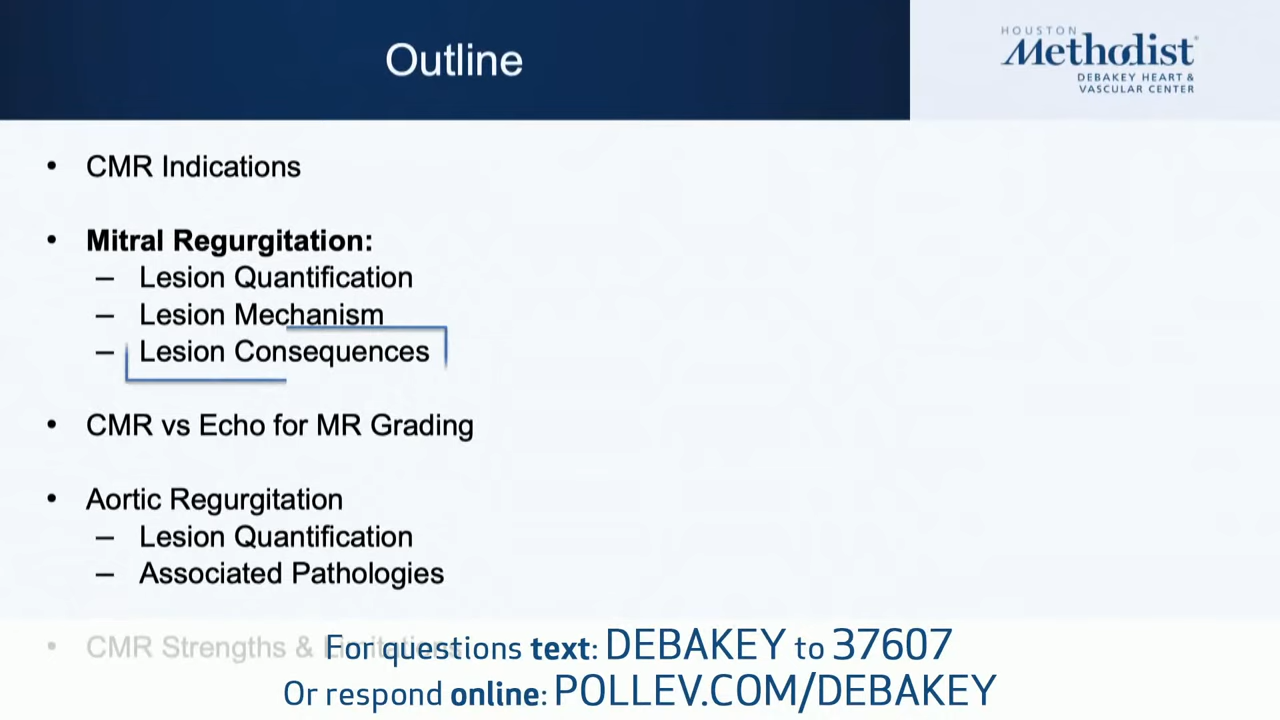 Outline
HOUSTON
Methodist
DEBAKEY HEART &
VASCULAR CENTER
• CMR Indications
• Mitral Regurgitation:
– Lesion Quantification
– Lesion Mechanism
– Lesion Consequences
• CMR vs Echo for MR Grading
• Aortic Regurgitation
– Lesion Quantification
– Associated Pathologies
• CMR Strengths &
For questions text: DEBAKEY to 37607
Or respond online: POLLEV.COM/DEBAKEY